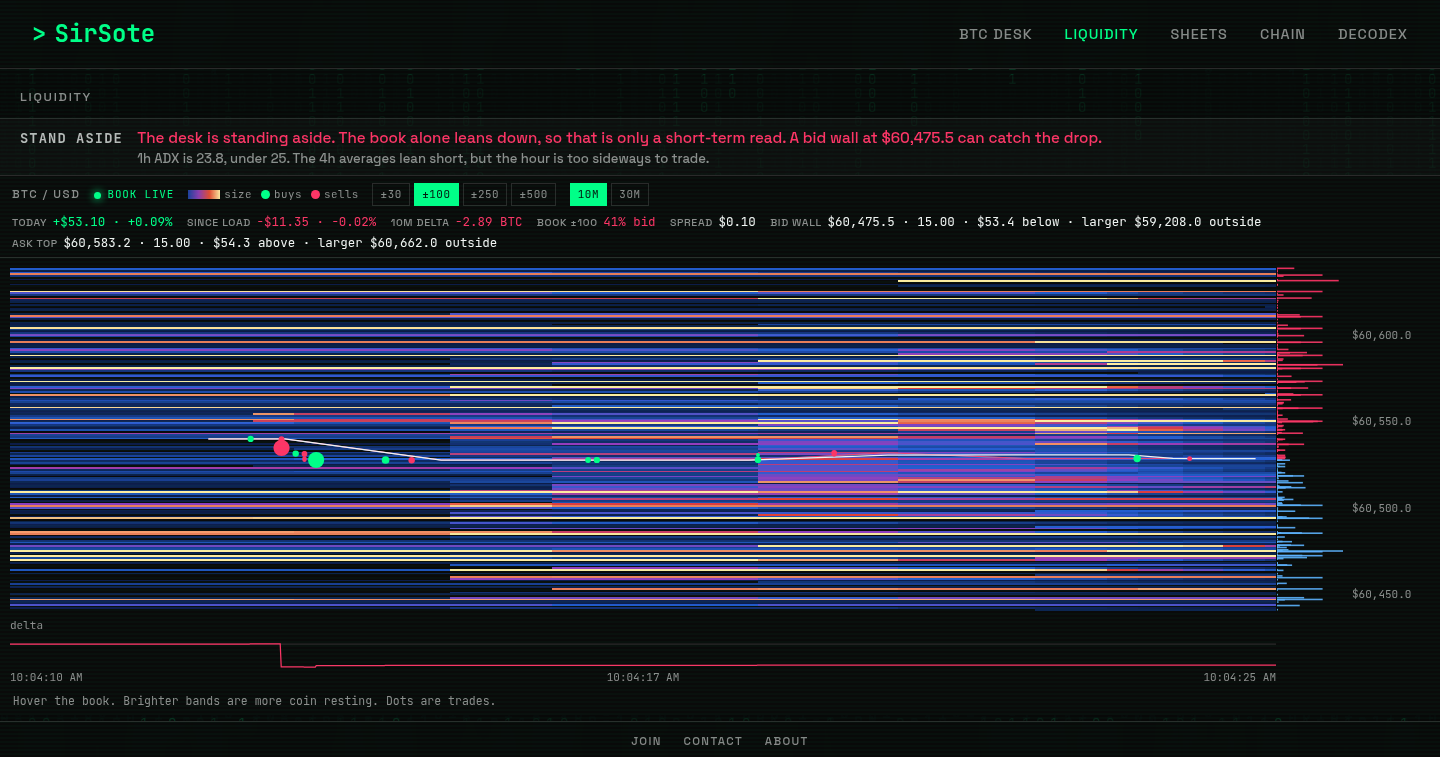 > SirSote
BTC DESK LIQUIDITY SHEETS CHAIN DECODEX
LIQUIDITY
STAND ASIDE The desk is standing aside. The book alone leans down, so that is only a short-term read. A bid wall at $60,475.5 can catch the drop.
1h ADX is 23.8, under 25. The 4h averages lean short, but the hour is too sideways to trade.
BTC / USD BOOK LIVE size buys sells ±30 ±100 ±250 ±500 10M 30M
TODAY +$53.10 · +0.09% SINCE LOAD -$11.35 · -0.02% 10M DELTA -2.89 BTC BOOK ±100 41% bid SPREAD $0.10 BID WALL $60,475.5 · 15.00 · $53.4 below · larger $59,208.0 outside
ASK TOP $60,583.2 · 15.00 · $54.3 above · larger $60,662.0 outside
$60,600.0
$60,550.0
$60,500.0
$60,450.0
delta
10:04:10 AM 10:04:17 AM 10:04:25 AM
Hover the book. Brighter bands are more coin resting. Dots are trades.
JOIN CONTACT ABOUT